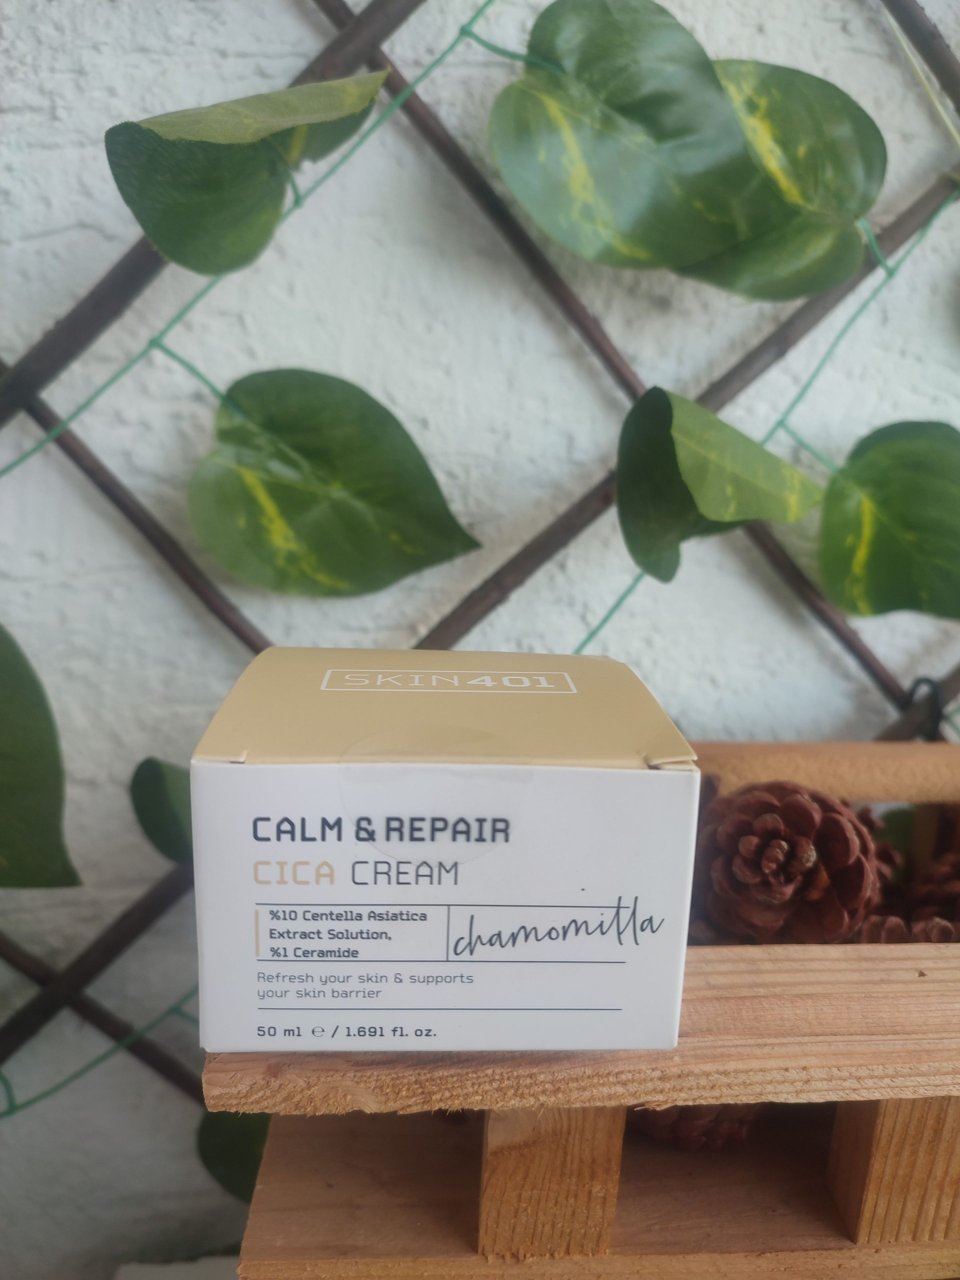 SKIN401
CALM & REPAIR
CICA CREAM
%10 Centella Asiatica
Extract Solution,
%1 Ceramide
chamomilla
Refresh your skin & supports
your skin barrier
50 ml ℮ / 1.691 fl. oz.